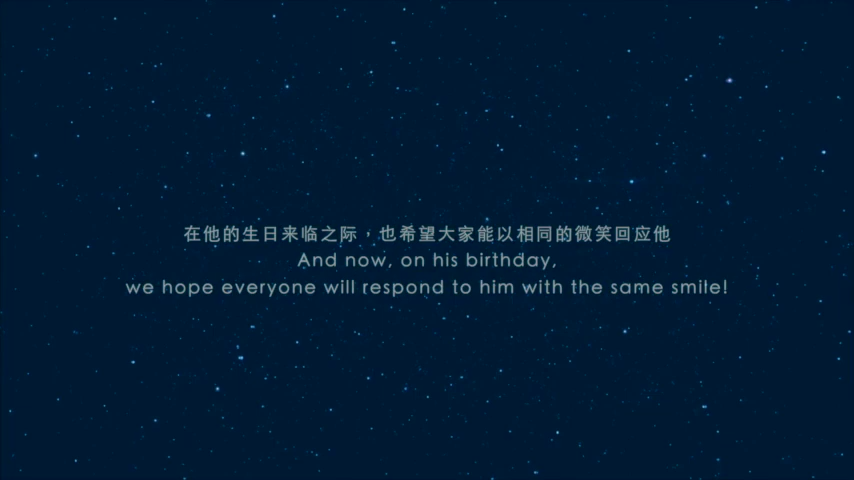 在他的生日来临之际，也希望大家能以相同的微笑回应他
And now, on his birthday,
we hope everyone will respond to him with the same smile!